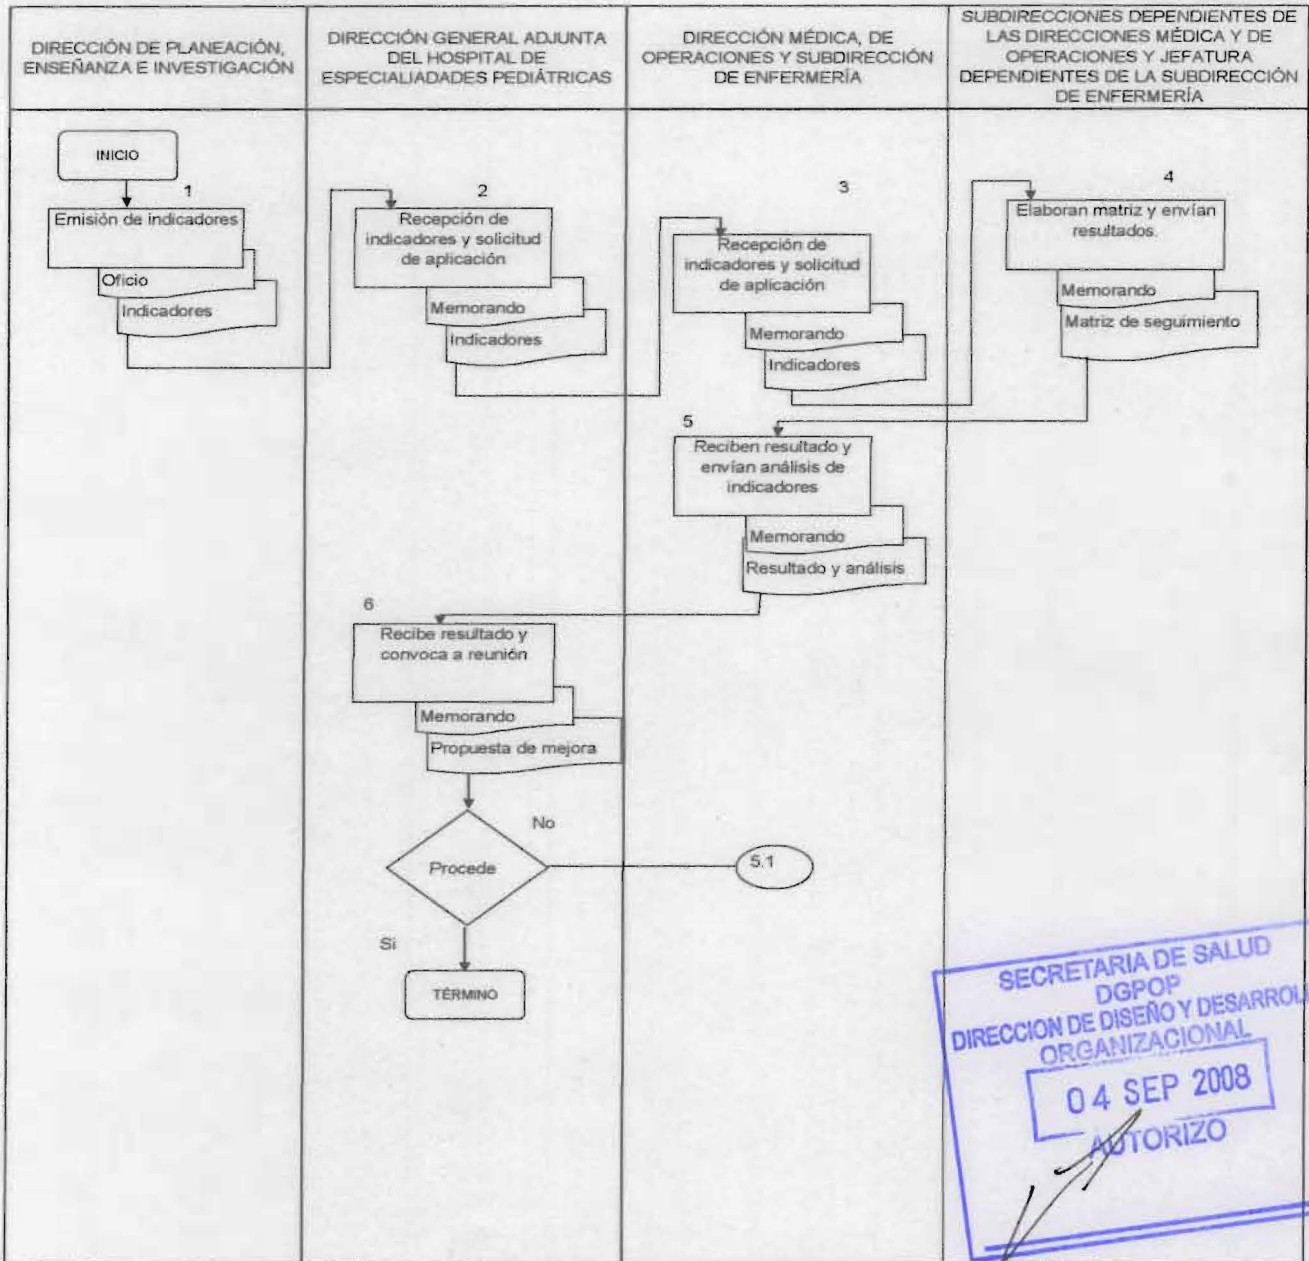 DIRECCIÓN DE PLANEACIÓN,
ENSEÑANZA E INVESTIGACIÓN
DIRECCIÓN GENERAL ADJUNTA
DEL HOSPITAL DE
ESPECIALIADADES PEDIÁTRICAS
DIRECCIÓN MÉDICA, DE
OPERACIONES Y SUBDIRECCIÓN
DE ENFERMERÍA
SUBDIRECCIONES DEPENDIENTES DE
LAS DIRECCIONES MÉDICA Y DE
OPERACIONES Y JEFATURA
DEPENDIENTES DE LA SUBDIRECCIÓN
DE ENFERMERÍA
INICIO
1
Emisión de indicadores
Oficio
Indicadores
2
Recepción de
indicadores y solicitud
de aplicación
Memorando
Indicadores
3
Recepción de
indicadores y solicitud
de aplicación
Memorando
Indicadores
4
Elaboran matriz y envían
resultados.
Memorando
Matriz de seguimiento
5
Reciben resultado y
envían análisis de
indicadores
Memorando
Resultado y análisis
6
Recibe resultado y
convoca a reunión
Memorando
Propuesta de mejora
Procede
No
5.1
Si
TÉRMINO
SECRETARIA DE SALUD
DGPOP
DIRECCION DE DISEÑO Y DESARROL
ORGANIZACIONAL
04 SEP 2008
AUTORIZO